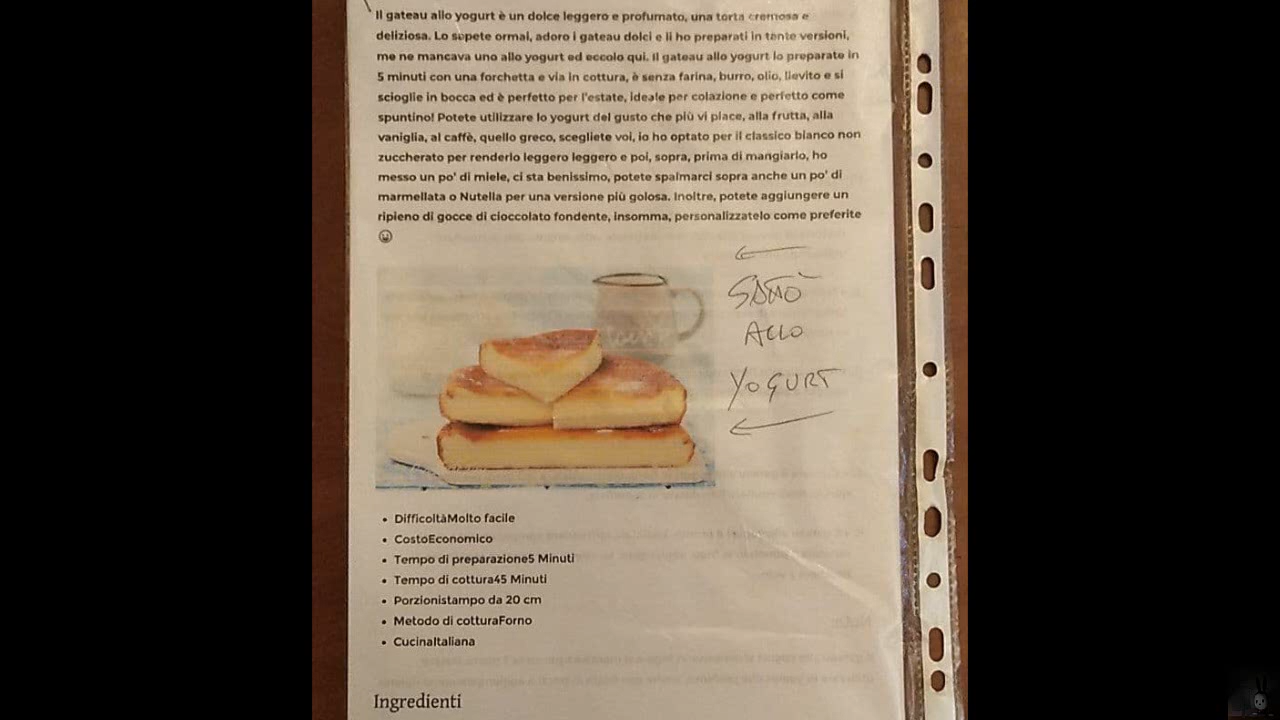 Il gateau allo yogurt è un dolce leggero e profumato, una torta cremosa e
deliziosa. Lo sapete ormai, adoro i gateau dolci e li ho preparati in tante versioni,
me ne mancava uno allo yogurt ed eccolo qui. Il gateau allo yogurt lo preparate in
5 minuti con una forchetta e via in cottura, è senza farina, burro, olio, lievito e si
scioglie in bocca ed è perfetto per l'estate, ideale per colazione e perfetto come
spuntino! Potete utilizzare lo yogurt del gusto che più vi piace, alla frutta, alla
vaniglia, al caffè, quello greco, scegliete voi, io ho optato per il classico bianco non
zuccherato per renderlo leggero leggero e poi, sopra, prima di mangiarlo, ho
messo un po' di miele, ci sta benissimo, potete spalmarci sopra anche un po' di
marmellata o Nutella per una versione più golosa. Inoltre, potete aggiungere un
ripieno di gocce di cioccolato fondente, insomma, personalizzatelo come preferite
😀
ALLO
YOGURT
• DifficoltàMolto facile
• CostoEconomico
• Tempo di preparazione5 Minuti
• Tempo di cottura45 Minuti
• Porzionistampo da 20 cm
• Metodo di cotturaForno
• CucinaItaliana
Ingredienti